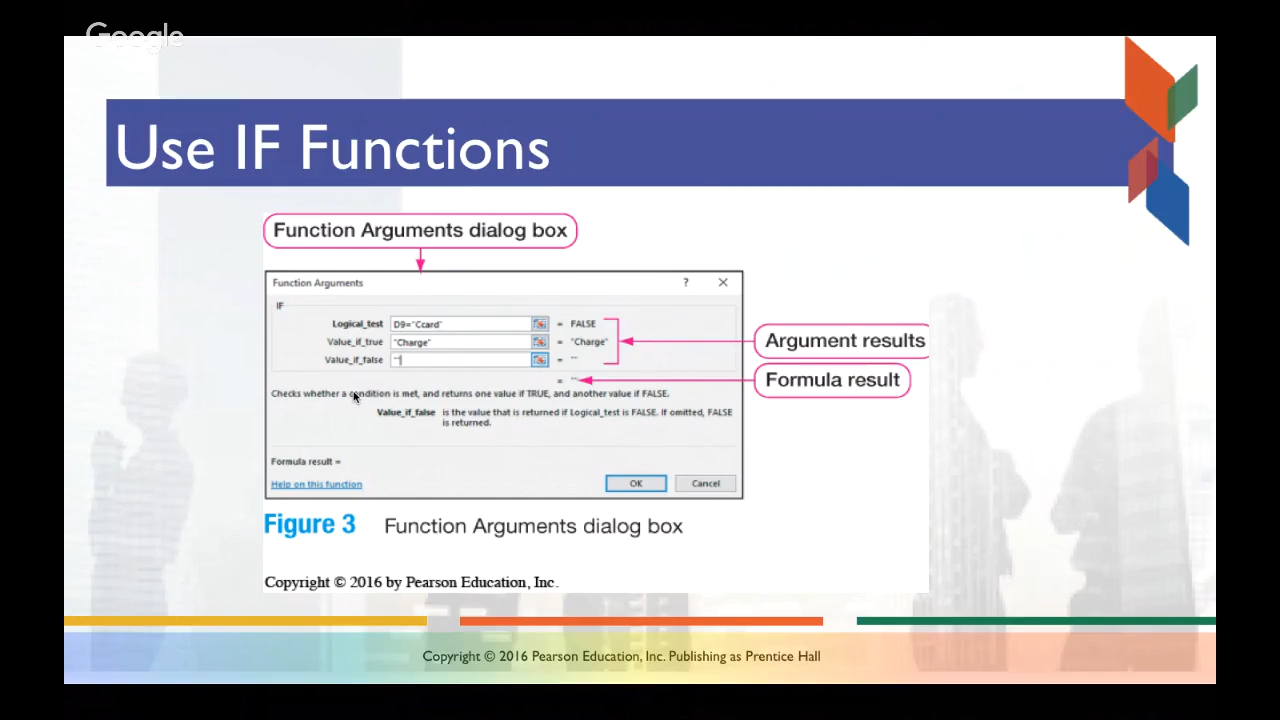 Google
Use IF Functions
Function Arguments dialog box
Function Arguments
?
IF
Logical_test D9="Ccard" = FALSE
Value_if_true "Charge" = "Charge"
Value_if_false "" = ""
= ""
Argument results
Formula result
Checks whether a condition is met, and returns one value if TRUE, and another value if FALSE.
Value_if_false is the value that is returned if Logical_test is FALSE. If omitted, FALSE
is returned.
Formula result =
Help on this function
OK Cancel
Figure 3 Function Arguments dialog box
Copyright © 2016 by Pearson Education, Inc.
Copyright © 2016 Pearson Education, Inc. Publishing as Prentice Hall